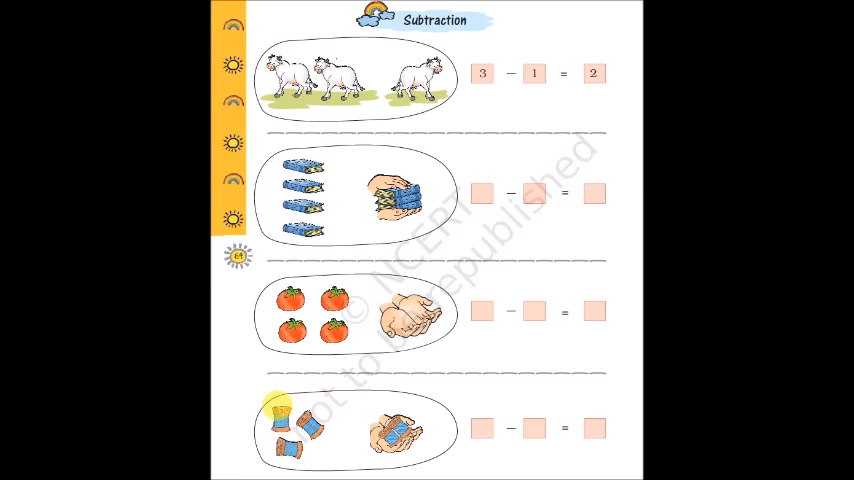 Subtraction
3 − 1 = 2
− =
64
− =
− =
© NCERT
not to be republished